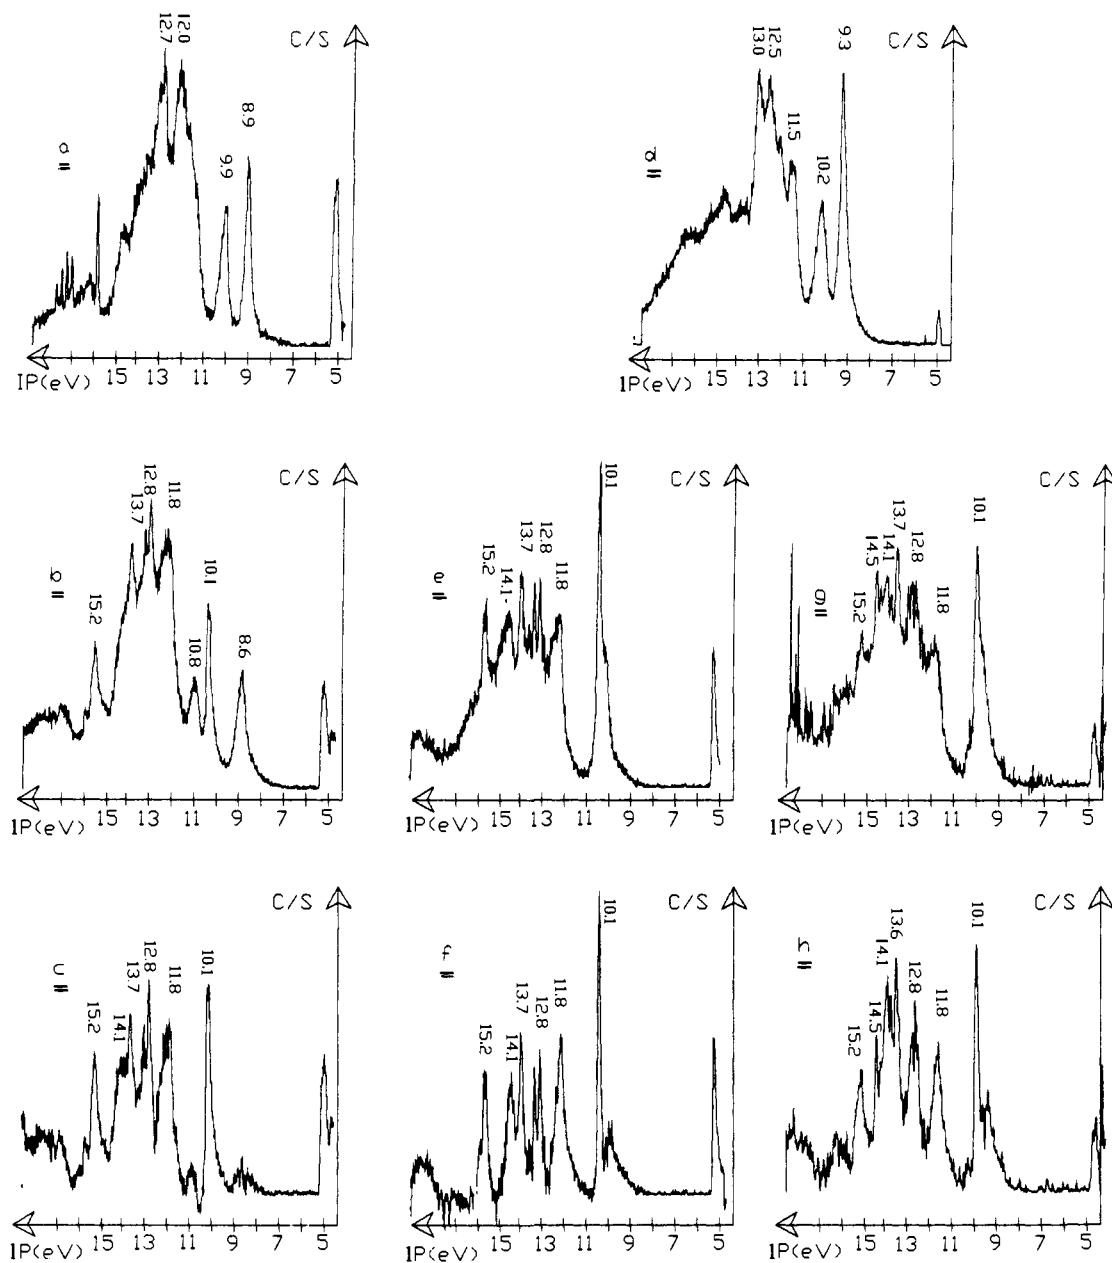 12.7 12.0 C/S
8.9
9.9
a
IP(eV) 15 13 11 9 7 5
13.0 12.5 9.3 C/S
11.5
10.2
d
IP(eV) 15 13 11 9 7 5
12.8 11.8 C/S
13.7
10.1
15.2 10.8 8.6
b
IP(eV) 15 13 11 9 7 5
10.1 C/S
13.7 12.8
15.2 14.1 11.8
e
IP(eV) 15 13 11 9 7 5
13.7 10.1 C/S
14.5 14.1 12.8
15.2 11.8
g
IP(eV) 15 13 11 9 7 5
12.8 10.1 C/S
13.7 11.8
15.2 14.1
c
IP(eV) 15 13 11 9 7 5
10.1 C/S
13.7 12.8 11.8
15.2 14.1
f
IP(eV) 15 13 11 9 7 5
13.6 10.1 C/S
14.1 12.8
14.5 11.8
15.2
h
IP(eV) 15 13 11 9 7 5